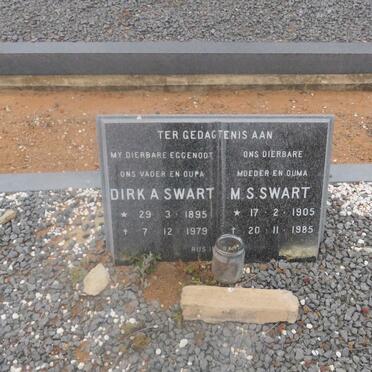 TER GEDAGTENIS AAN
MY DIERBARE EGGENOOT
ONS VADER EN OUPA
DIRK A SWART
* 29 · 3 · 1895
† 7 · 12 · 1979
ONS DIERBARE
MOEDER EN OUMA
M.S. SWART
* 17 · 2 · 1905
† 20 · 11 · 1985
RUS